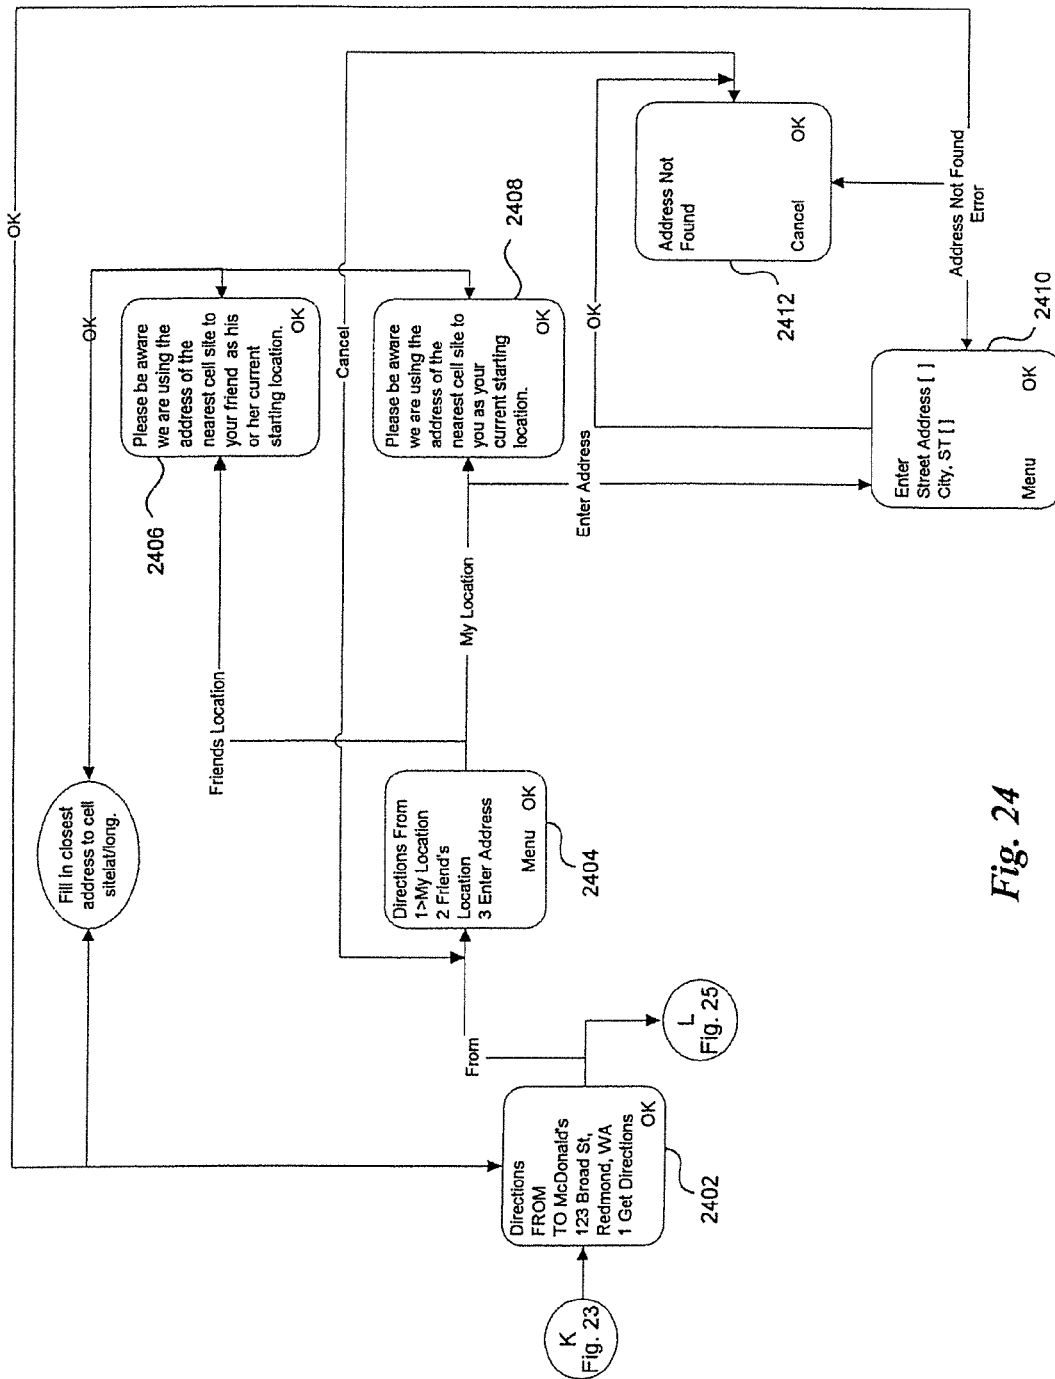 K
Fig. 23
Directions
FROM
TO McDonald's
123 Broad St,
Redmond, WA
1 Get Directions
OK
2402
From
L
Fig. 25
Directions From
1>My Location
2 Friend's
Location
3 Enter Address
Menu OK
2404
Fill in closest
address to cell
sitelat/long.
Friends Location
My Location
Enter Address
Cancel
OK
OK
Please be aware
we are using the
address of the
nearest cell site to
your friend as his
or her current
starting location.
OK
2406
Please be aware
we are using the
address of the
nearest cell site to
you as your
current starting
location.
OK
2408
OK
Enter
Street Address [ ]
City, ST [ ]
Menu OK
2410
Address Not
Found
Cancel OK
2412
Address Not Found
Error
Fig. 24